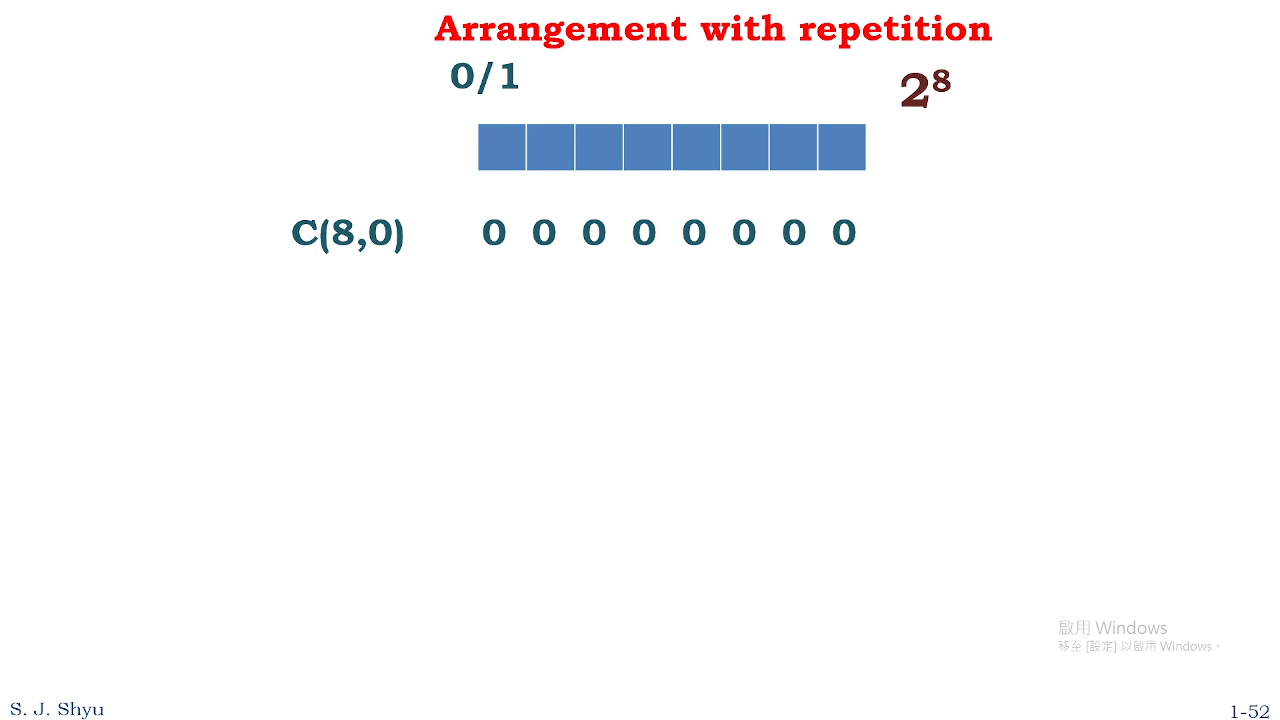 Arrangement with repetition
0/1
2⁸
C(8,0) 0 0 0 0 0 0 0 0
啟用 Windows
移至 [設定] 以啟用 Windows。
S. J. Shyu
1-52